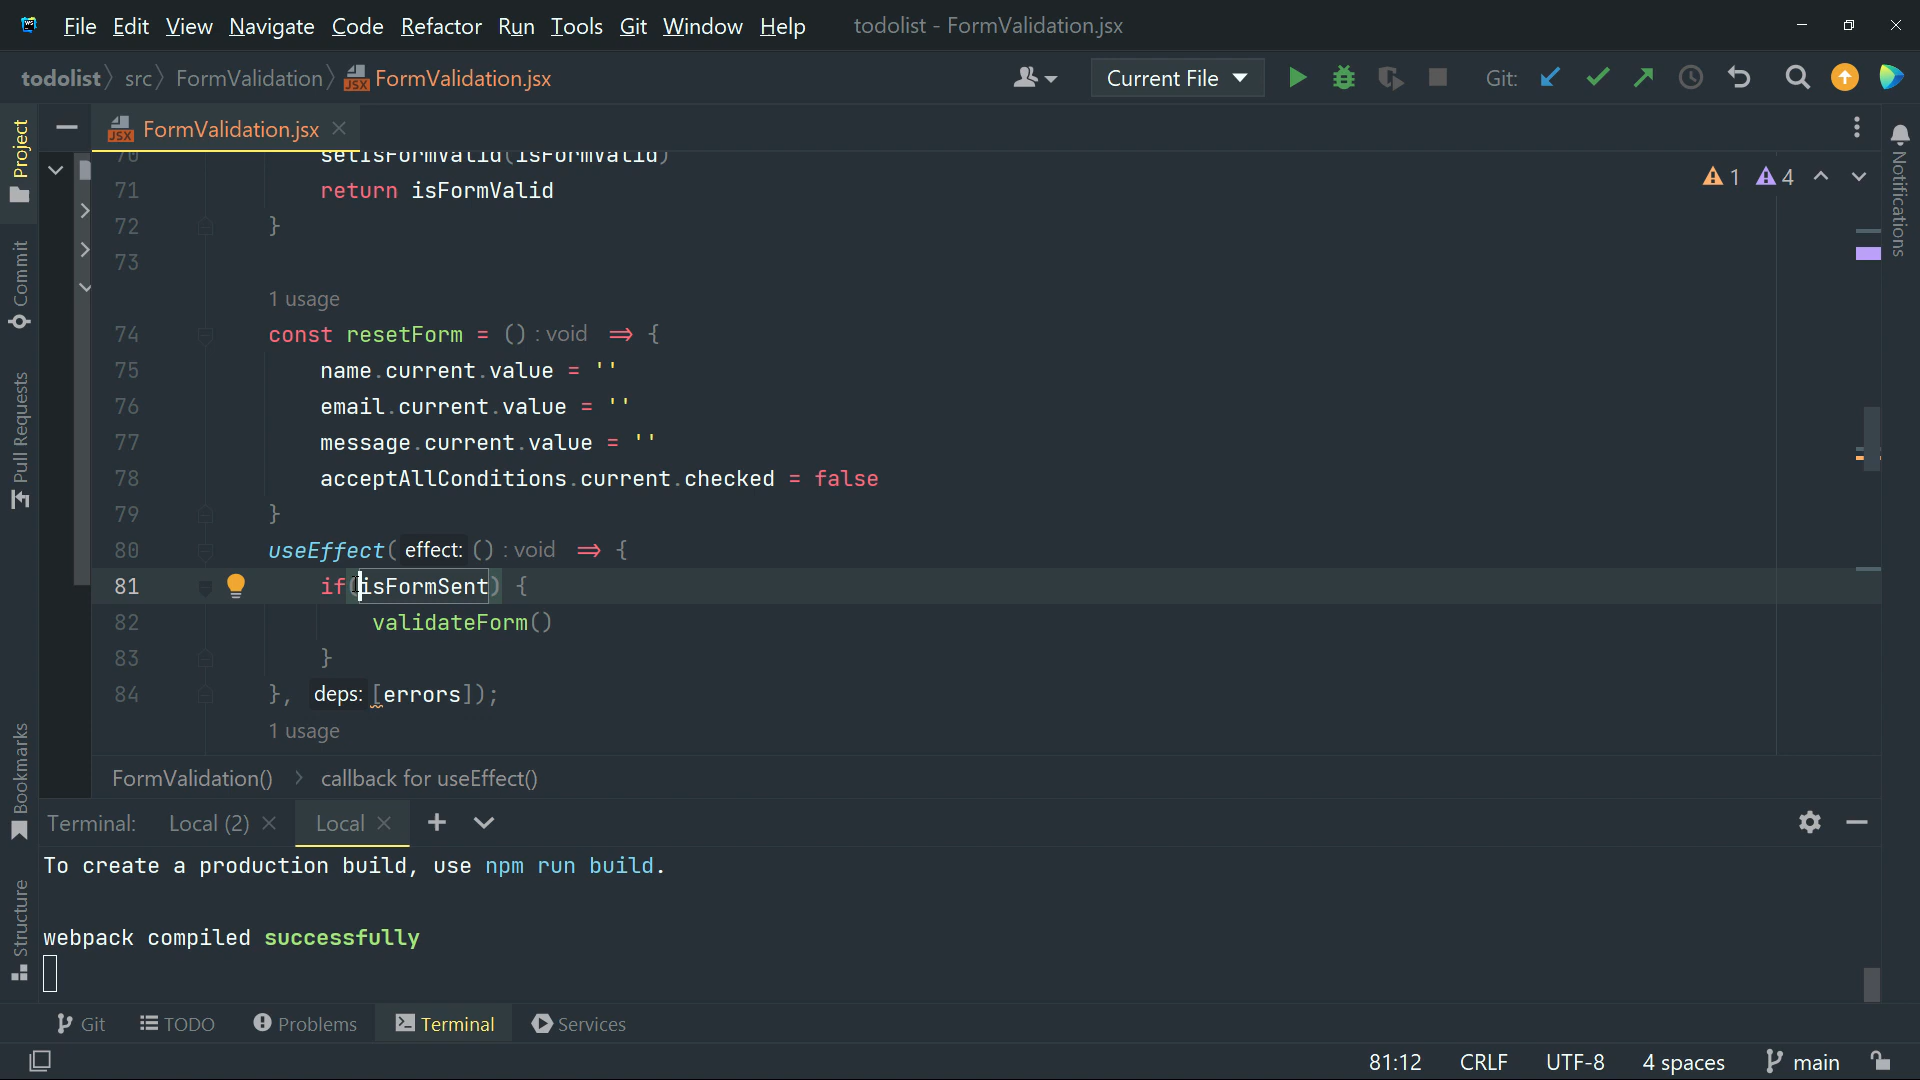 File Edit View Navigate Code Refactor Run Tools Git Window Help todolist - FormValidation.jsx
todolist src FormValidation FormValidation.jsx Current File Git:
FormValidation.jsx
Project
Commit
Pull Requests
Bookmarks
Structure
Notifications
1 4
70 setIsFormValid(isFormValid)
71 return isFormValid
72 }
73
1 usage
74 const resetForm = () : void ⇒ {
75 name.current.value = ''
76 email.current.value = ''
77 message.current.value = ''
78 acceptAllConditions.current.checked = false
79 }
80 useEffect( effect: () : void ⇒ {
81 if(isFormSent) {
82 validateForm()
83 }
84 }, deps: [errors]);
1 usage
FormValidation() callback for useEffect()
Terminal: Local (2) Local
To create a production build, use npm run build.
webpack compiled successfully
Git TODO Problems Terminal Services
81:12 CRLF UTF-8 4 spaces main